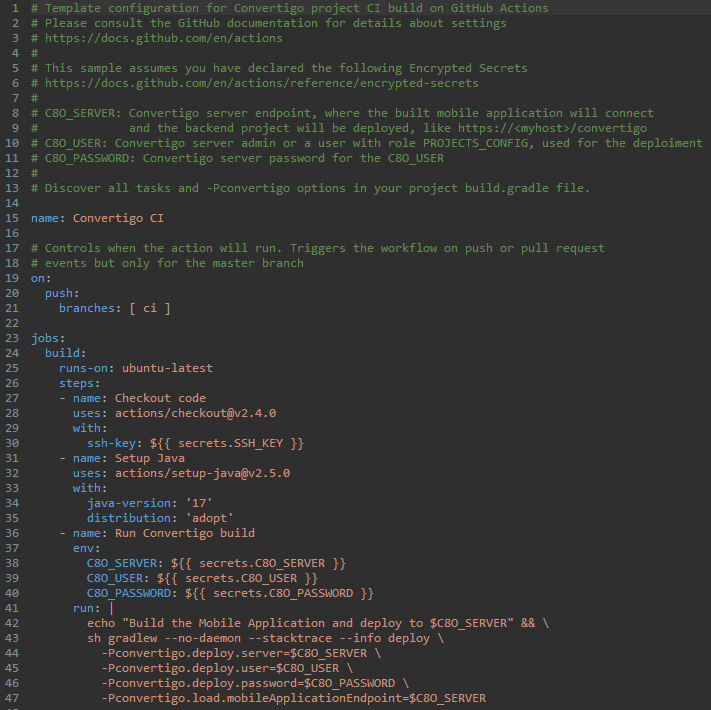 1 # Template configuration for Convertigo project CI build on GitHub Actions
2 # Please consult the GitHub documentation for details about settings
3 # https://docs.github.com/en/actions
4 #
5 # This sample assumes you have declared the following Encrypted Secrets
6 # https://docs.github.com/en/actions/reference/encrypted-secrets
7 #
8 # C8O_SERVER: Convertigo server endpoint, where the built mobile application will connect
9 #             and the backend project will be deployed, like https://<myhost>/convertigo
10 # C8O_USER: Convertigo server admin or a user with role PROJECTS_CONFIG, used for the deploiment
11 # C8O_PASSWORD: Convertigo server password for the C8O_USER
12 #
13 # Discover all tasks and -Pconvertigo options in your project build.gradle file.
14
15 name: Convertigo CI
16
17 # Controls when the action will run. Triggers the workflow on push or pull request
18 # events but only for the master branch
19 on:
20   push:
21     branches: [ ci ]
22
23 jobs:
24   build:
25     runs-on: ubuntu-latest
26     steps:
27     - name: Checkout code
28       uses: actions/checkout@v2.4.0
29       with:
30         ssh-key: ${{ secrets.SSH_KEY }}
31     - name: Setup Java
32       uses: actions/setup-java@v2.5.0
33       with:
34         java-version: '17'
35         distribution: 'adopt'
36     - name: Run Convertigo build
37       env:
38         C8O_SERVER: ${{ secrets.C8O_SERVER }}
39         C8O_USER: ${{ secrets.C8O_USER }}
40         C8O_PASSWORD: ${{ secrets.C8O_PASSWORD }}
41       run: |
42         echo "Build the Mobile Application and deploy to $C8O_SERVER" && \
43         sh gradlew --no-daemon --stacktrace --info deploy \
44           -Pconvertigo.deploy.server=$C8O_SERVER \
45           -Pconvertigo.deploy.user=$C8O_USER \
46           -Pconvertigo.deploy.password=$C8O_PASSWORD \
47           -Pconvertigo.load.mobileApplicationEndpoint=$C8O_SERVER